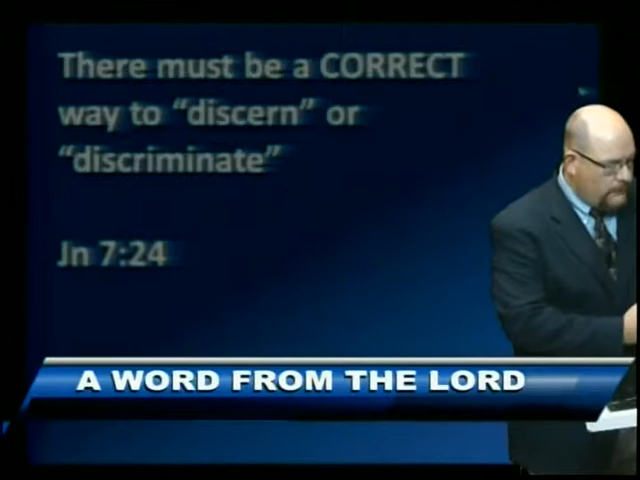 There must be a CORRECT
way to “discern” or
“discriminate”
Jn 7:24
A WORD FROM THE LORD